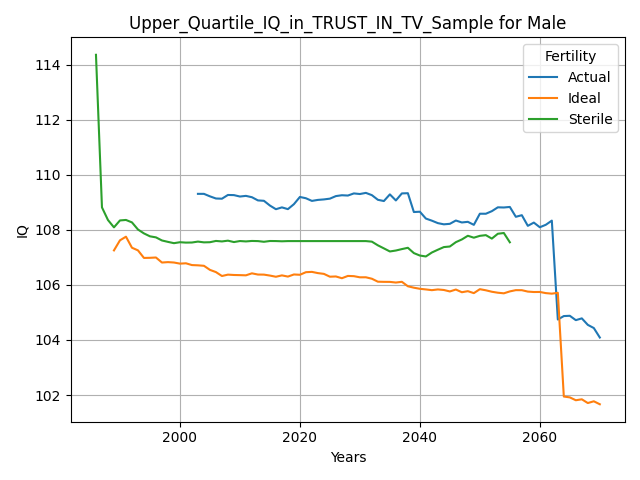 Upper_Quartile_IQ_in_TRUST_IN_TV_Sample for Male
Fertility
Actual
Ideal
Sterile
IQ
114
112
110
108
106
104
102
2000
2020
2040
2060
Years